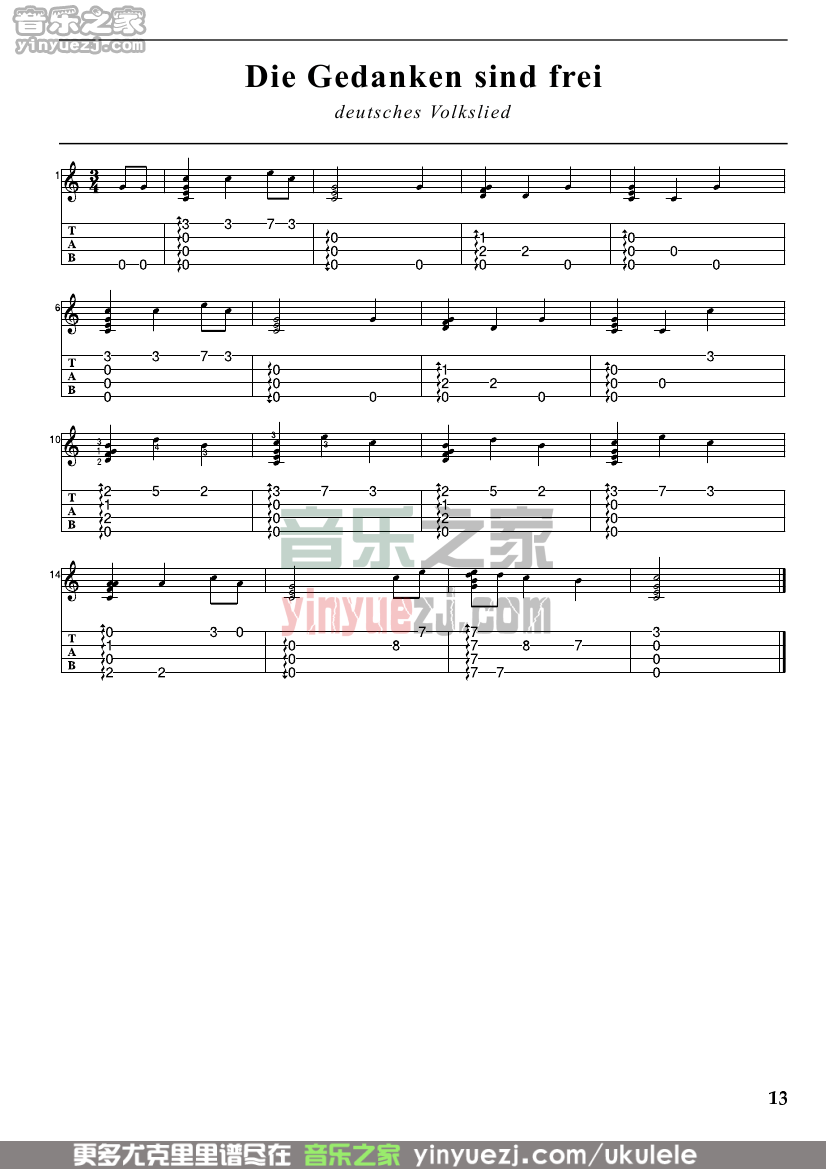 音乐之家
yinyuezj.com
Die Gedanken sind frei
deutsches Volkslied
1
3
4
T
A
B
3 3 7 3
0 0 1 0
0 0 2 2 0 0
0 0 0 0 0 0 0 0 0
6
T
A
B
3 3 7 3 3
0 0 1 0
0 0 2 2 0 0
0 0 0 0 0 0
10
3 1 2 4 3 3 3
T
A
B
2 5 2 3 7 3 2 5 2 3 7 3
1 0 1 0
2 0 2 0
0 0 0 0
音乐之家
yinyuezj.com
14
T
A
B
0 3 0 7 7 3
1 0 8 7 8 7 0
0 0 7 0
2 2 0 7 7 0
13
更多尤克里里谱尽在 音乐之家 yinyuezj.com/ukulele